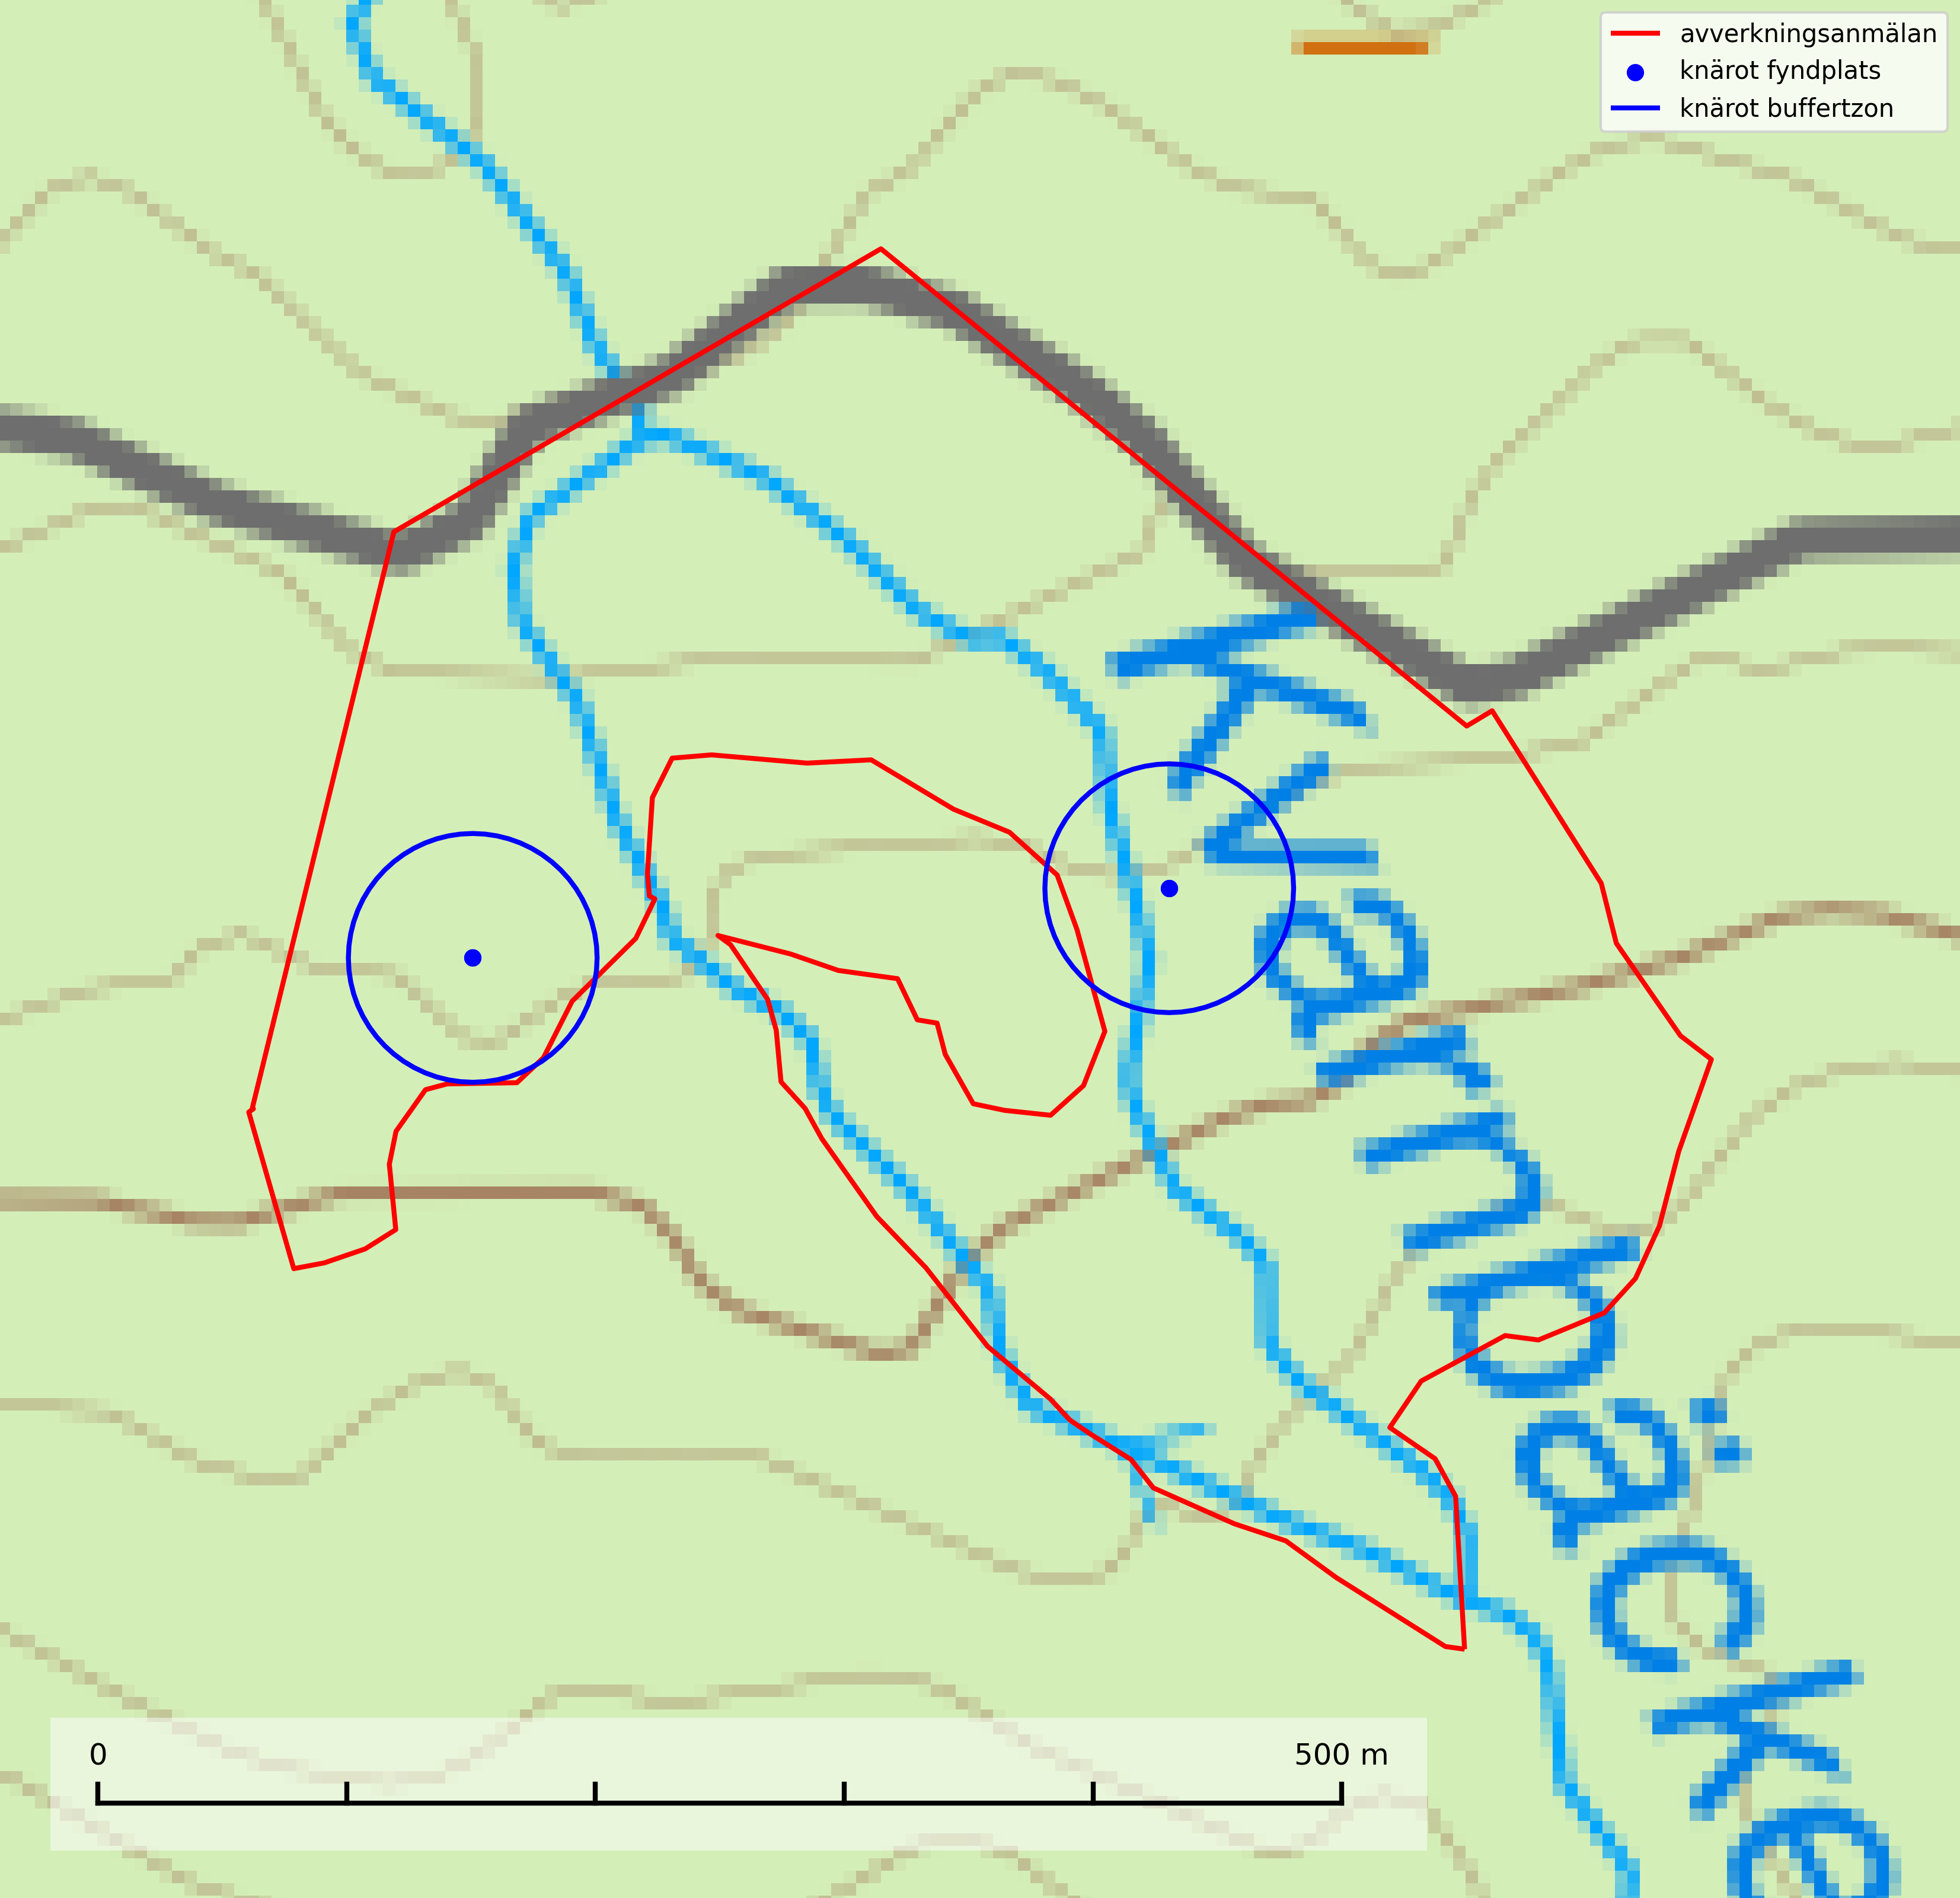 avverkningsanmälan
knärot fyndplats
knärot buffertzon
Kvarnbäcke
0 500 m